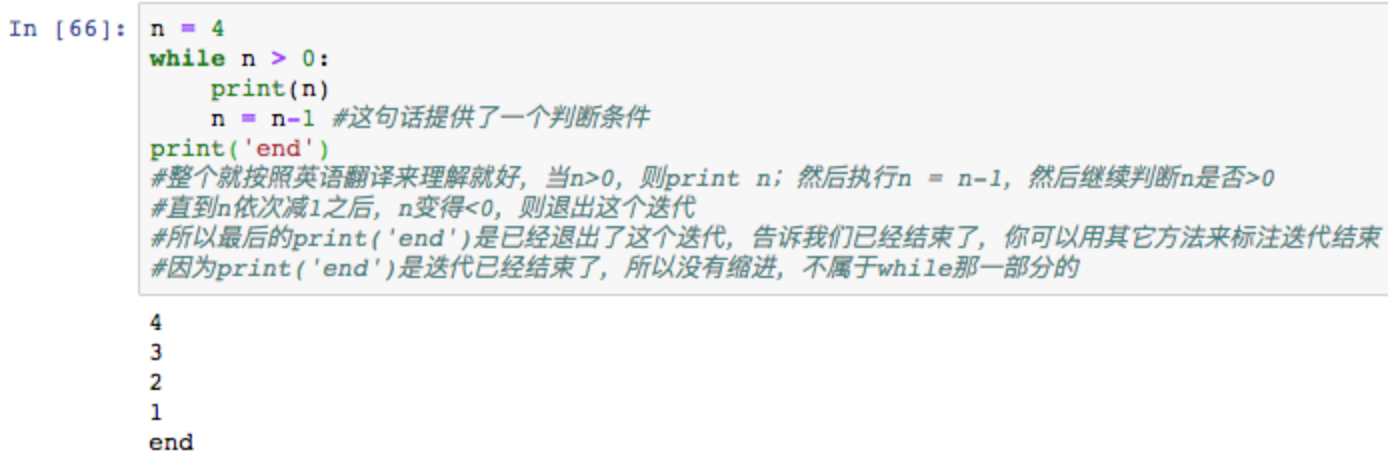 In [66]: n = 4
while n > 0:
    print(n)
    n = n-1 #这句话提供了一个判断条件
print('end')
#整个就按照英语翻译来理解就好，当n>0，则print n；然后执行n = n-1，然后继续判断n是否>0
#直到n依次减1之后，n变得<0，则退出这个迭代
#所以最后的print('end')是已经退出了这个迭代，告诉我们已经结束了，你可以用其它方法来标注迭代结束
#因为print('end')是迭代已经结束了，所以没有缩进，不属于while那一部分的
4
3
2
1
end